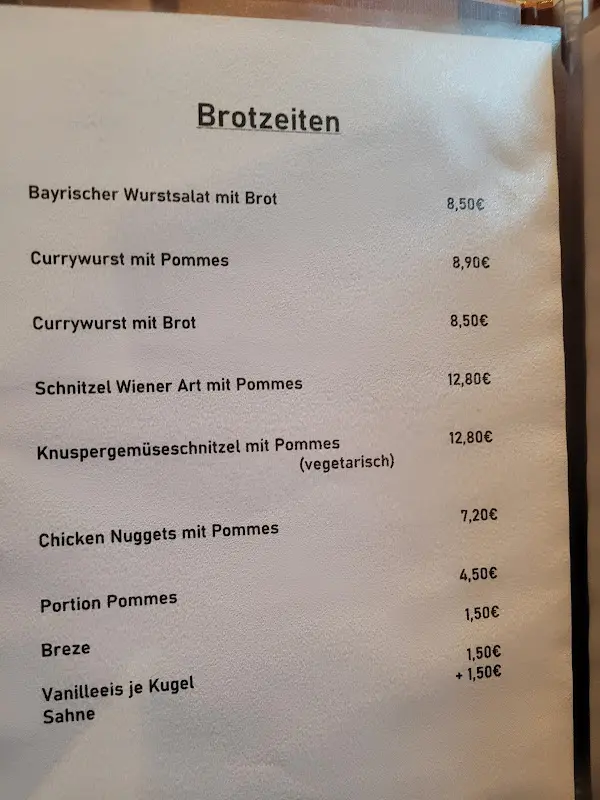 Brotzeiten
Bayrischer Wurstsalat mit Brot 8,50€
Currywurst mit Pommes 8,90€
Currywurst mit Brot 8,50€
Schnitzel Wiener Art mit Pommes 12,80€
Knuspergemüseschnitzel mit Pommes 12,80€
(vegetarisch)
Chicken Nuggets mit Pommes 7,20€
Portion Pommes 4,50€
Breze 1,50€
Vanilleeis je Kugel 1,50€
Sahne + 1,50€